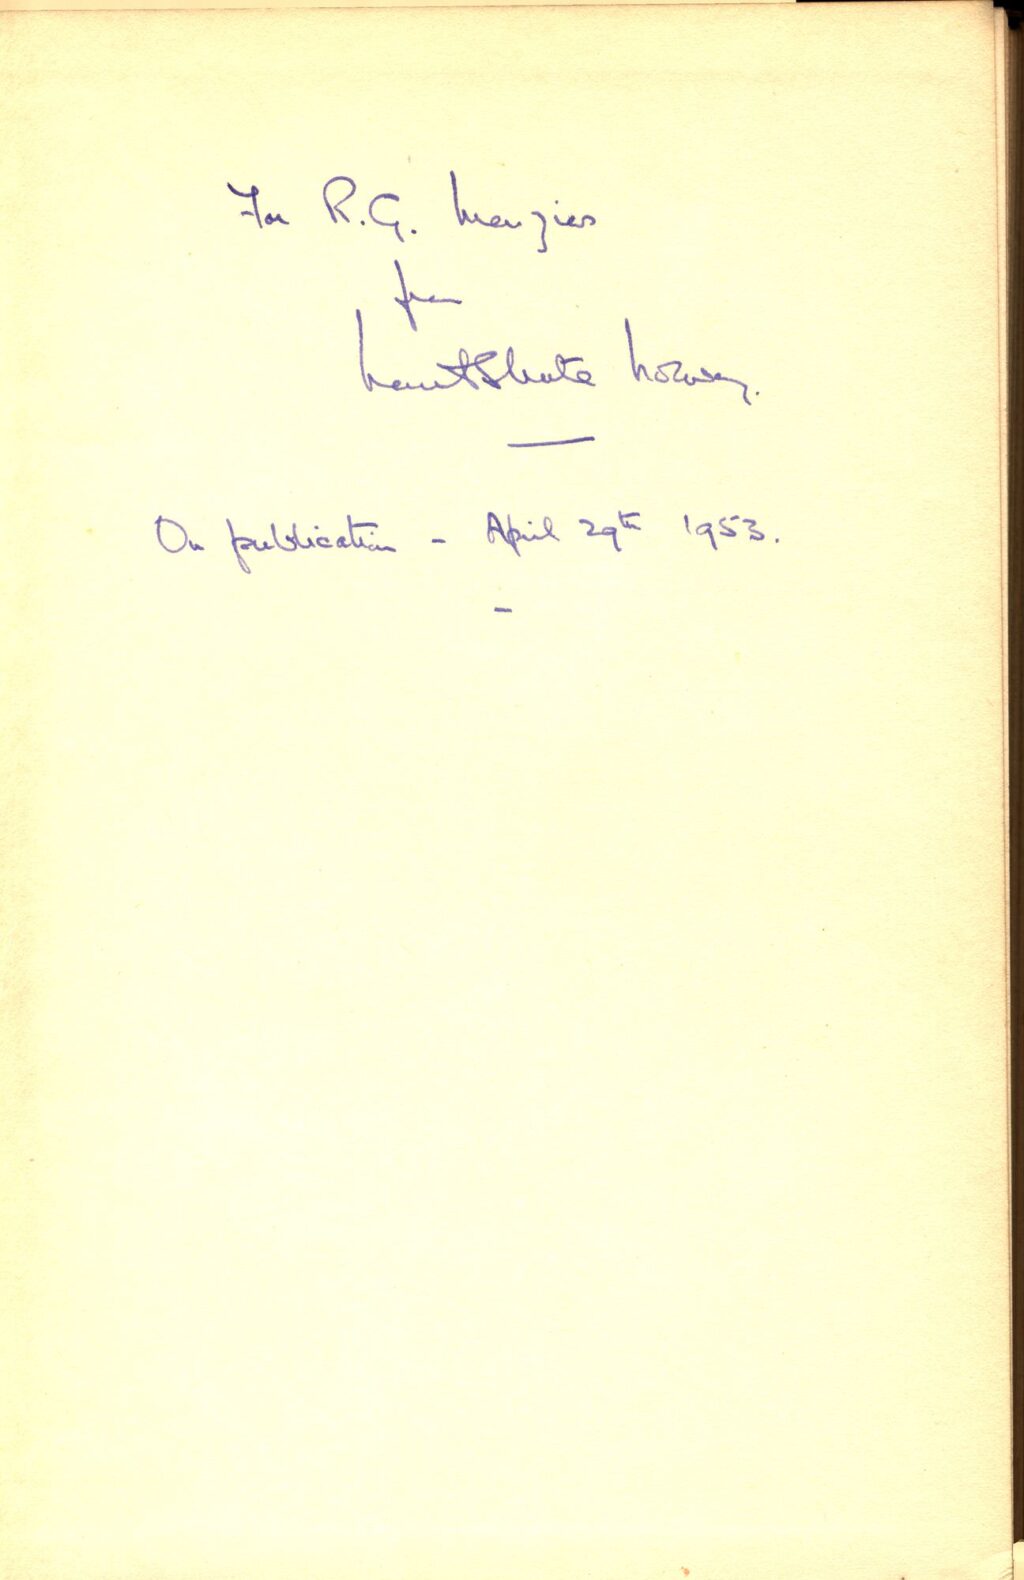 For R.G. Menzies
from
Nevil Shute Norway.
On publication - April 29th 1953.